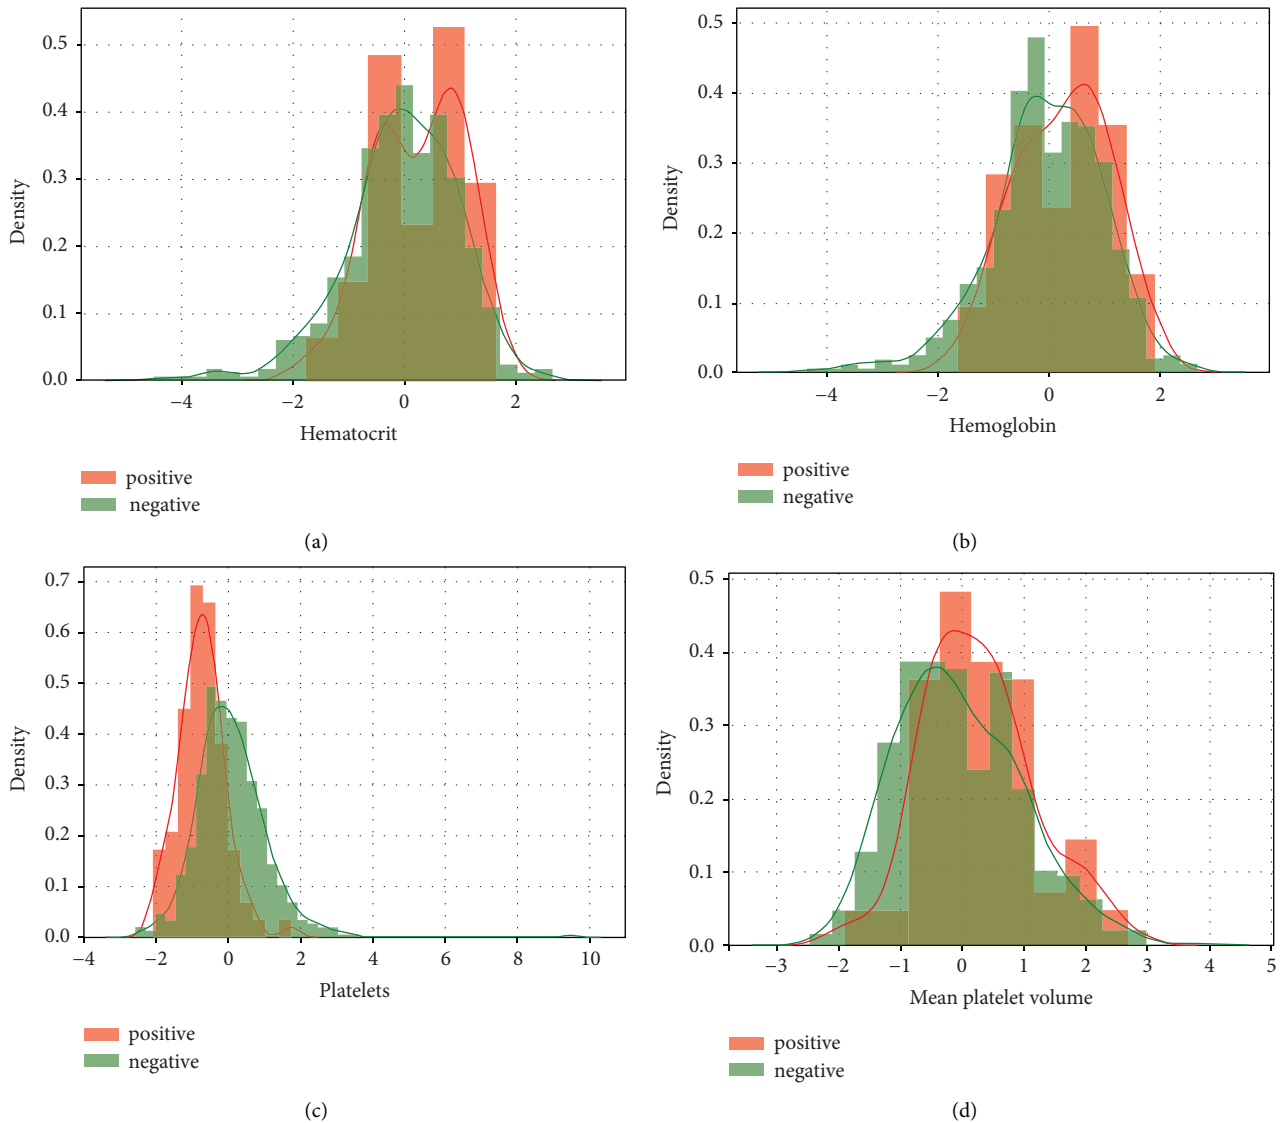 0.5
0.4
0.3
0.2
0.1
0.0
Density
−4 −2 0 2
Hematocrit
positive
negative
(a)
0.5
0.4
0.3
0.2
0.1
0.0
Density
−4 −2 0 2
Hemoglobin
positive
negative
(b)
0.7
0.6
0.5
0.4
0.3
0.2
0.1
0.0
Density
−4 −2 0 2 4 6 8 10
Platelets
positive
negative
(c)
0.5
0.4
0.3
0.2
0.1
0.0
Density
−3 −2 −1 0 1 2 3 4 5
Mean platelet volume
positive
negative
(d)